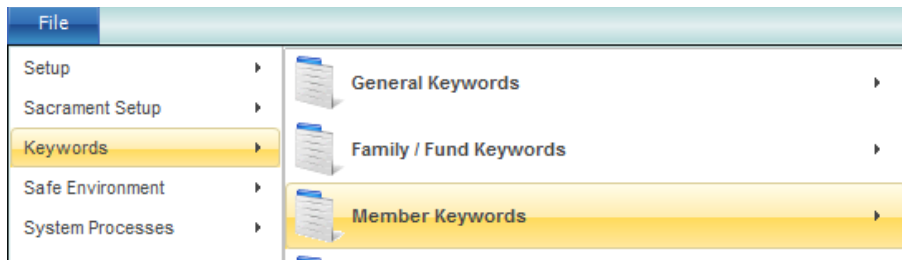 File
Setup
Sacrament Setup
Keywords
Safe Environment
System Processes
General Keywords
Family / Fund Keywords
Member Keywords